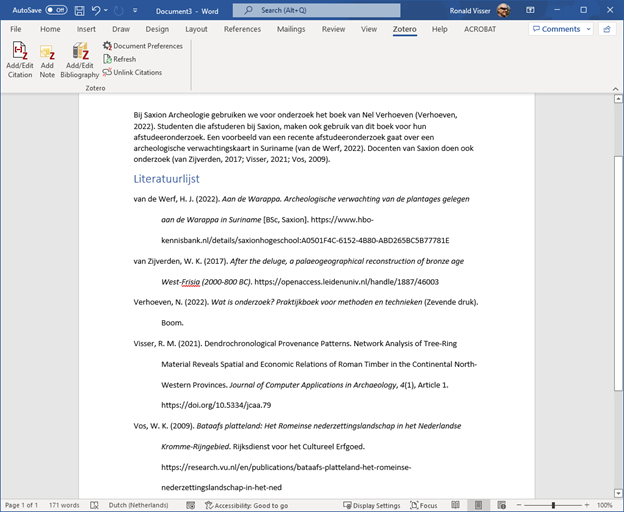 AutoSave Off Document3 - Word Search (Alt+Q) Ronald Visser
File Home Insert Draw Design Layout References Mailings Review View Zotero Help ACROBAT Comments
Add/Edit Citation Add Note Add/Edit Bibliography
Document Preferences
Refresh
Unlink Citations
Zotero
Bij Saxion Archeologie gebruiken we voor onderzoek het boek van Nel Verhoeven (Verhoeven,
2022). Studenten die afstuderen bij Saxion, maken ook gebruik van dit boek voor hun
afstudeeronderzoek. Een voorbeeld van een recente afstudeeronderzoek gaat over een
archeologische verwachtingskaart in Suriname (van de Werf, 2022). Docenten van Saxion doen ook
onderzoek (van Zijverden, 2017; Visser, 2021; Vos, 2009).
Literatuurlijst
van de Werf, H. J. (2022). Aan de Warappa. Archeologische verwachting van de plantages gelegen
aan de Warappa in Suriname [BSc, Saxion]. https://www.hbo-
kennisbank.nl/details/saxionhogeschool:A0501F4C-6152-4B80-ABD265BC5B77781E
van Zijverden, W. K. (2017). After the deluge, a palaeogeographical reconstruction of bronze age
West-Frisia (2000-800 BC). https://openaccess.leidenuniv.nl/handle/1887/46003
Verhoeven, N. (2022). Wat is onderzoek? Praktijkboek voor methoden en technieken (Zevende druk).
Boom.
Visser, R. M. (2021). Dendrochronological Provenance Patterns. Network Analysis of Tree-Ring
Material Reveals Spatial and Economic Relations of Roman Timber in the Continental North-
Western Provinces. Journal of Computer Applications in Archaeology, 4(1), Article 1.
https://doi.org/10.5334/jcaa.79
Vos, W. K. (2009). Bataafs platteland: Het Romeinse nederzettingslandschap in het Nederlandse
Kromme-Rijngebied. Rijksdienst voor het Cultureel Erfgoed.
https://research.vu.nl/en/publications/bataafs-platteland-het-romeinse-
nederzettingslandschap-in-het-ned
Page 1 of 1 171 words Dutch (Netherlands) Accessibility: Good to go Display Settings Focus 100%